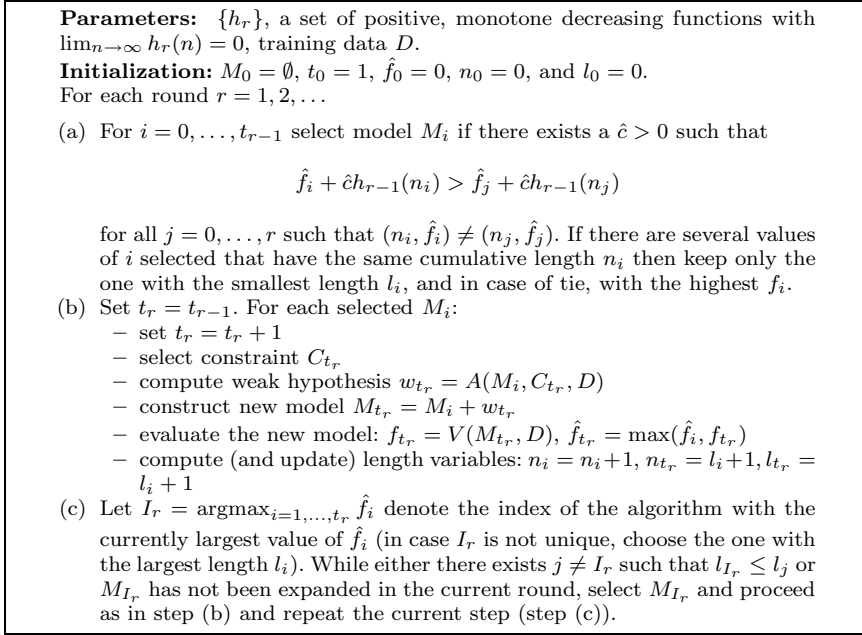 Parameters: {h_r}, a set of positive, monotone decreasing functions with
lim_{n→∞} h_r(n) = 0, training data D.
Initialization: M_0 = ∅, t_0 = 1, f̂_0 = 0, n_0 = 0, and l_0 = 0.
For each round r = 1, 2, . . .
(a) For i = 0, . . . , t_{r−1} select model M_i if there exists a ĉ > 0 such that
f̂_i + ĉh_{r−1}(n_i) > f̂_j + ĉh_{r−1}(n_j)
for all j = 0, . . . , r such that (n_i, f̂_i) ≠ (n_j, f̂_j). If there are several values
of i selected that have the same cumulative length n_i then keep only the
one with the smallest length l_i, and in case of tie, with the highest f_i.
(b) Set t_r = t_{r−1}. For each selected M_i:
– set t_r = t_r + 1
– select constraint C_{t_r}
– compute weak hypothesis w_{t_r} = A(M_i, C_{t_r}, D)
– construct new model M_{t_r} = M_i + w_{t_r}
– evaluate the new model: f_{t_r} = V(M_{t_r}, D), f̂_{t_r} = max(f̂_i, f_{t_r})
– compute (and update) length variables: n_i = n_i+1, n_{t_r} = l_i+1, l_{t_r} =
l_i + 1
(c) Let I_r = argmax_{i=1,...,t_r} f̂_i denote the index of the algorithm with the
currently largest value of f̂_i (in case I_r is not unique, choose the one with
the largest length l_i). While either there exists j ≠ I_r such that l_{I_r} ≤ l_j or
M_{I_r} has not been expanded in the current round, select M_{I_r} and proceed
as in step (b) and repeat the current step (step (c)).